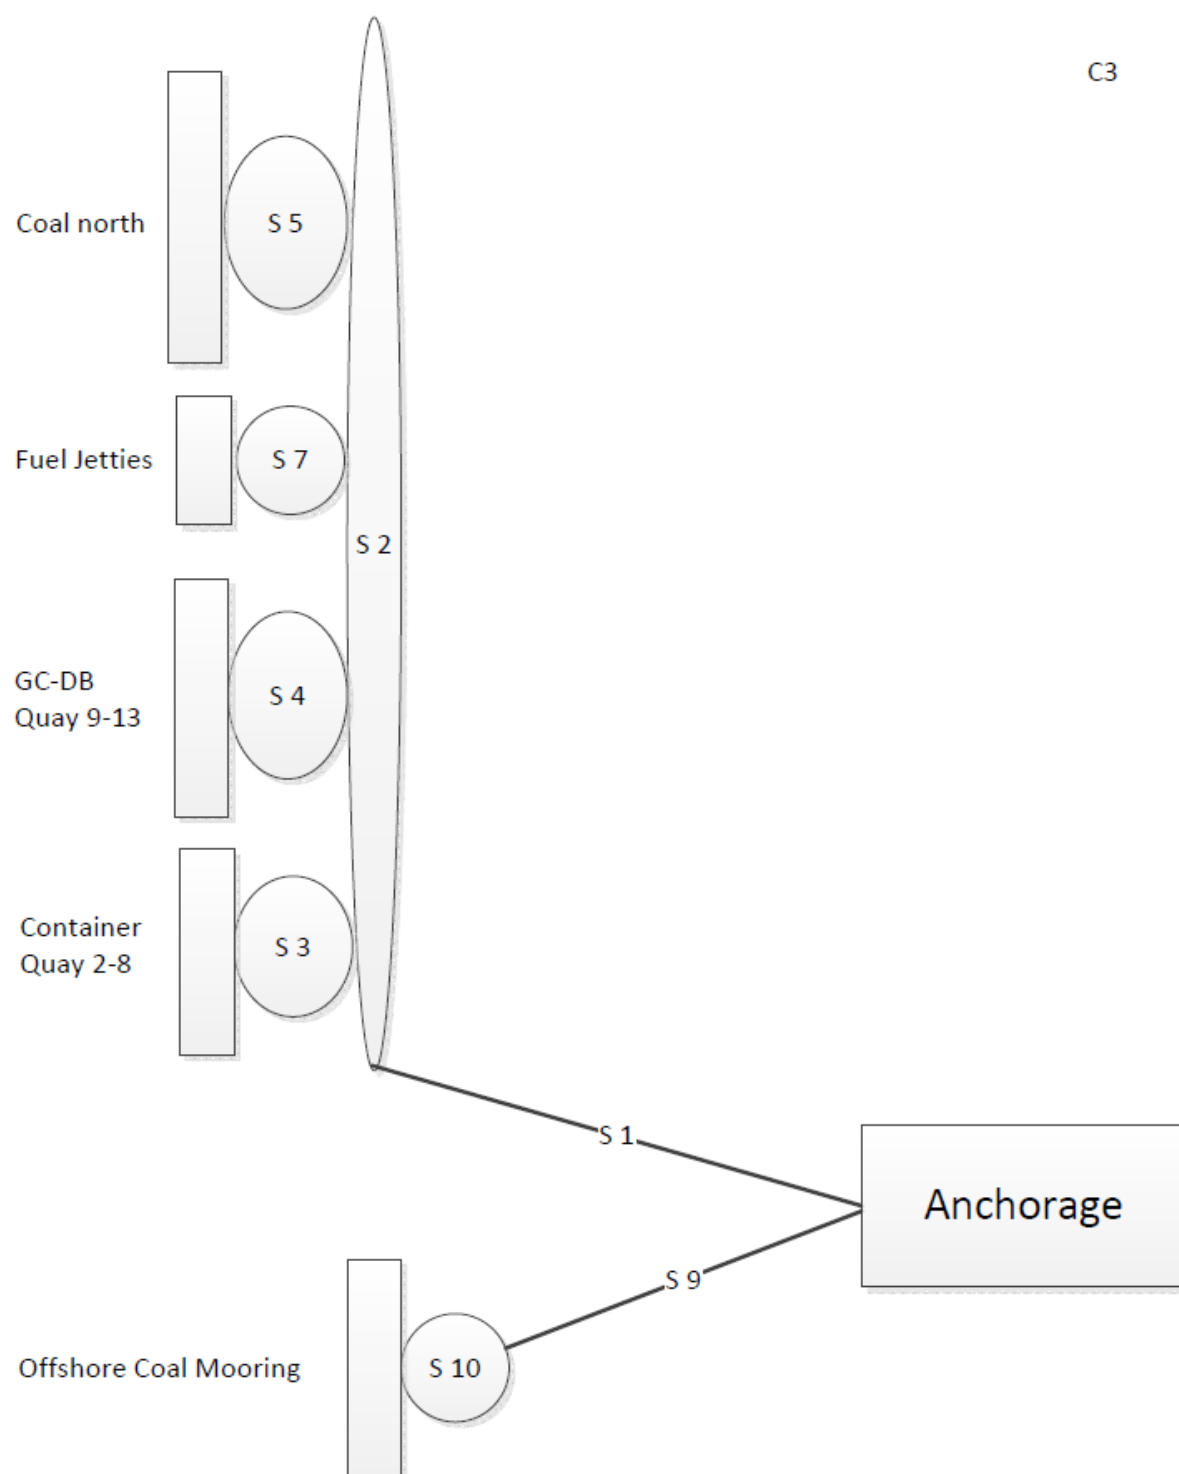 C3
Coal north
S 5
Fuel Jetties
S 7
S 2
GC-DB
Quay 9-13
S 4
Container
Quay 2-8
S 3
S 1
Anchorage
S 9
Offshore Coal Mooring
S 10